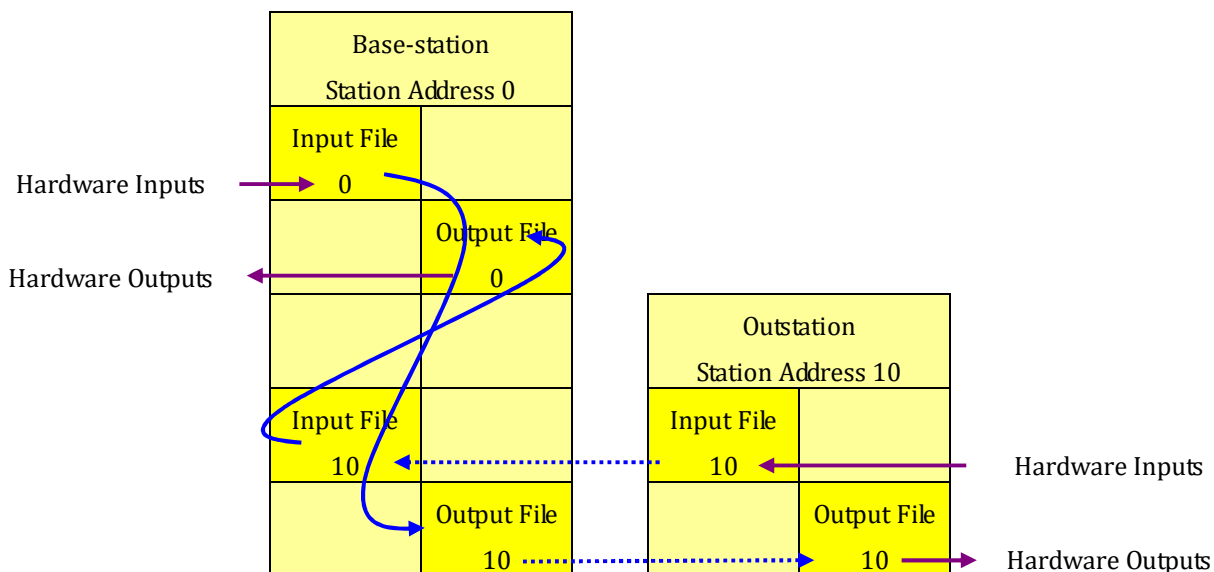 Base-station
Station Address 0
Input File
Hardware Inputs
0
Output File
Hardware Outputs
0
Outstation
Station Address 10
Input File
10
Input File
10
Hardware Inputs
Output File
10
Output File
10
Hardware Outputs